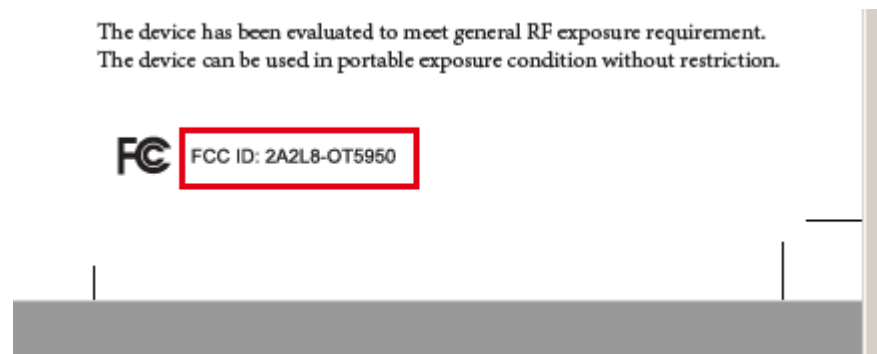 The device has been evaluated to meet general RF exposure requirement.
The device can be used in portable exposure condition without restriction.
FC FCC ID: 2A2L8-OT5950